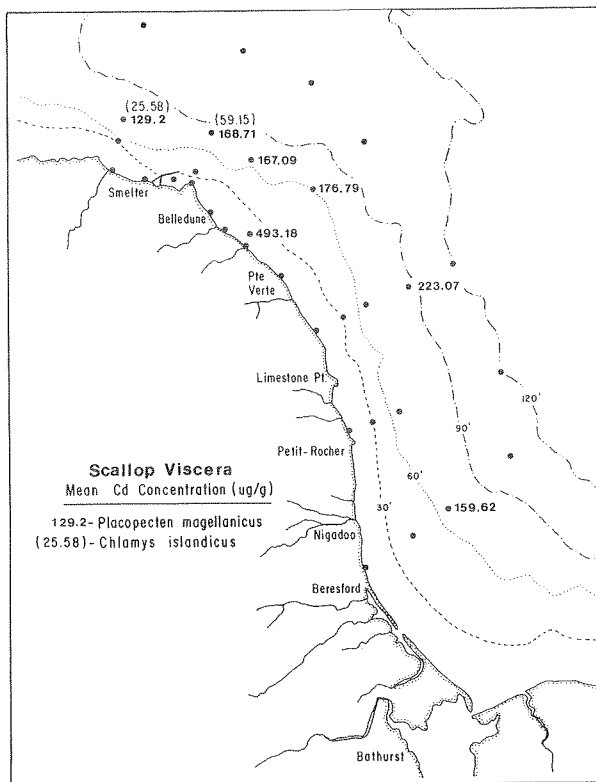 (25.58)
129.2
(59.15)
168.71
167.09
176.79
Smelter
Belledune
493.18
Pte
Verte
223.07
Limestone Pt.
120'
90'
Petit-Rocher
60'
Scallop Viscera
Mean Cd Concentration (ug/g)
129.2- Placopecten magellanicus
(25.58)- Chlamys islandicus
159.62
30'
Nigadoo
Beresford
Bathurst